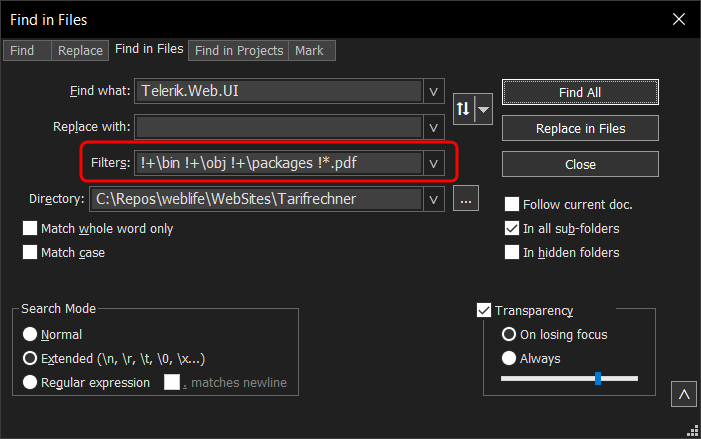 Find in Files
Find Replace Find in Files Find in Projects Mark
Find what: Telerik.Web.UI
Find All
Replace with:
Replace in Files
Filters: !+\bin !+\obj !+\packages !*.pdf
Close
Directory: C:\Repos\weblife\WebSites\Tarifrechner
...
Follow current doc.
Match whole word only
In all sub-folders
Match case
In hidden folders
Search Mode
Transparency
Normal
On losing focus
Extended (\n, \r, \t, \0, \x...)
Always
Regular expression
. matches newline